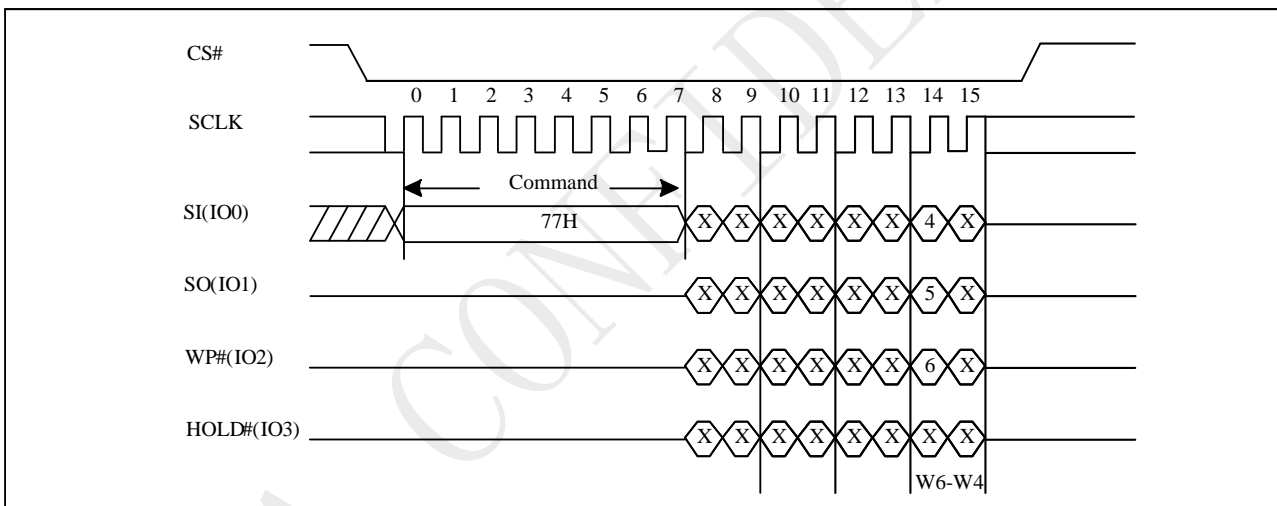 CS#
0 1 2 3 4 5 6 7 8 9 10 11 12 13 14 15
SCLK
Command
SI(IO0) 77H X X X X X X 4 X
SO(IO1) X X X X X X 5 X
WP#(IO2) X X X X X X 6 X
HOLD#(IO3) X X X X X X X X
W6-W4